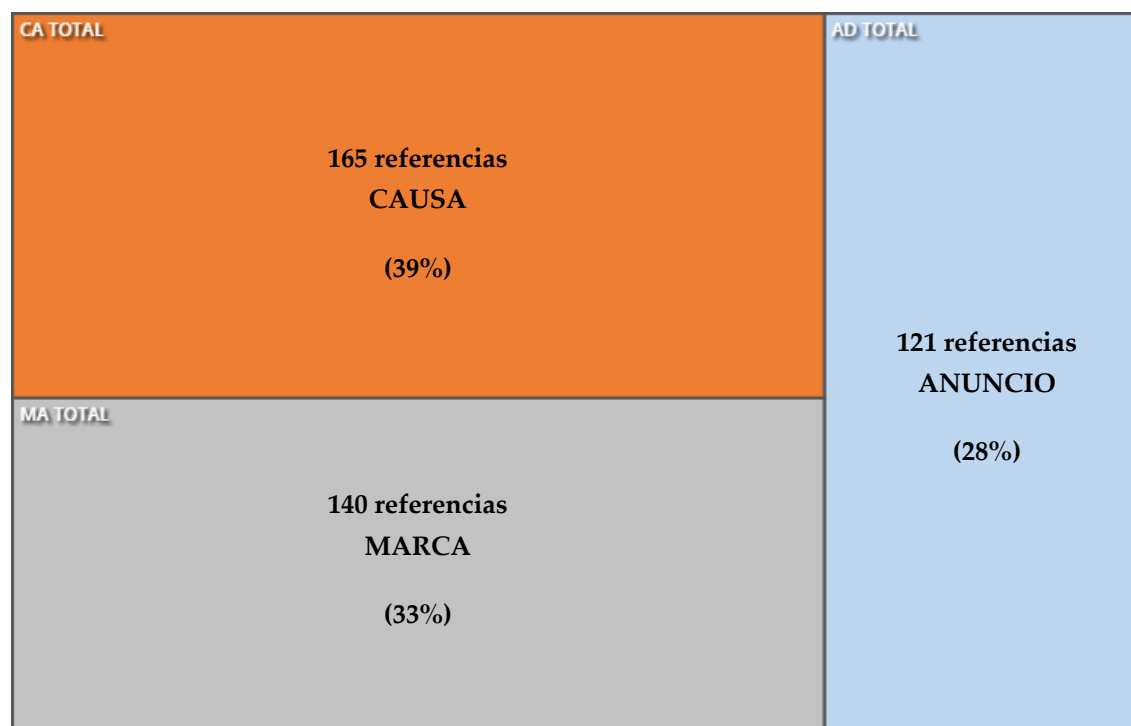 CA TOTAL
165 referencias
CAUSA
(39%)
MA TOTAL
140 referencias
MARCA
(33%)
AD TOTAL
121 referencias
ANUNCIO
(28%)